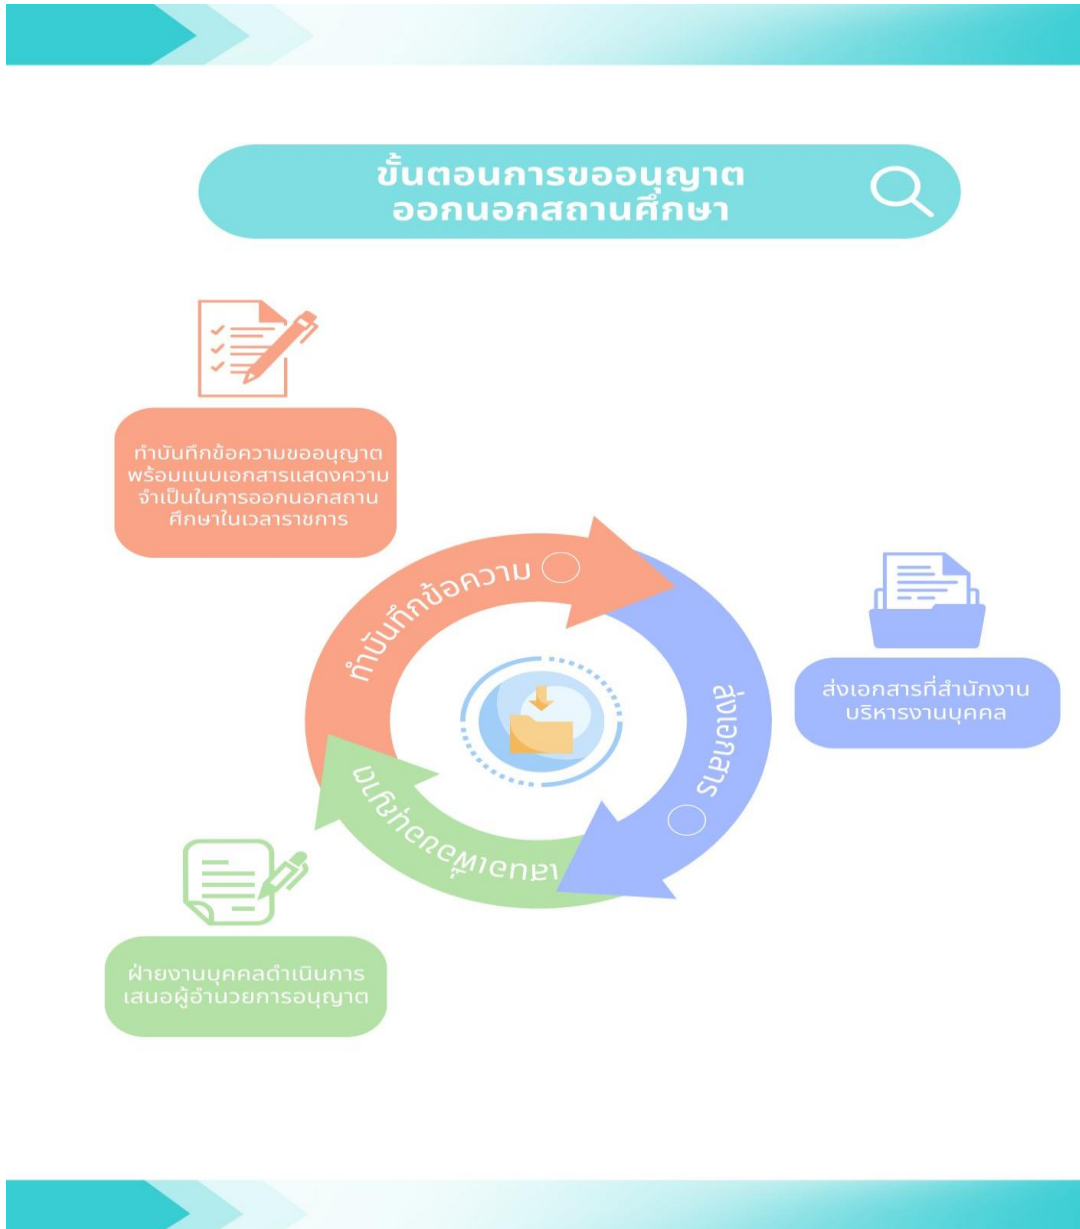 ขั้นตอนการขออนุญาต
ออกนอกสถานศึกษา
ทำบันทึกข้อความขออนุญาต
พร้อมแนบเอกสารแสดงความ
จำเป็นในการออกนอกสถาน
ศึกษาในเวลาราชการ
ทำบันทึกข้อความ
ส่งเอกสาร
ส่งเอกสารที่สำนักงาน
บริหารงานบุคคล
เสนอเพื่อขออนุญาต
ฝ่ายงานบุคคลดำเนินการ
เสนอผู้อำนวยการอนุญาต